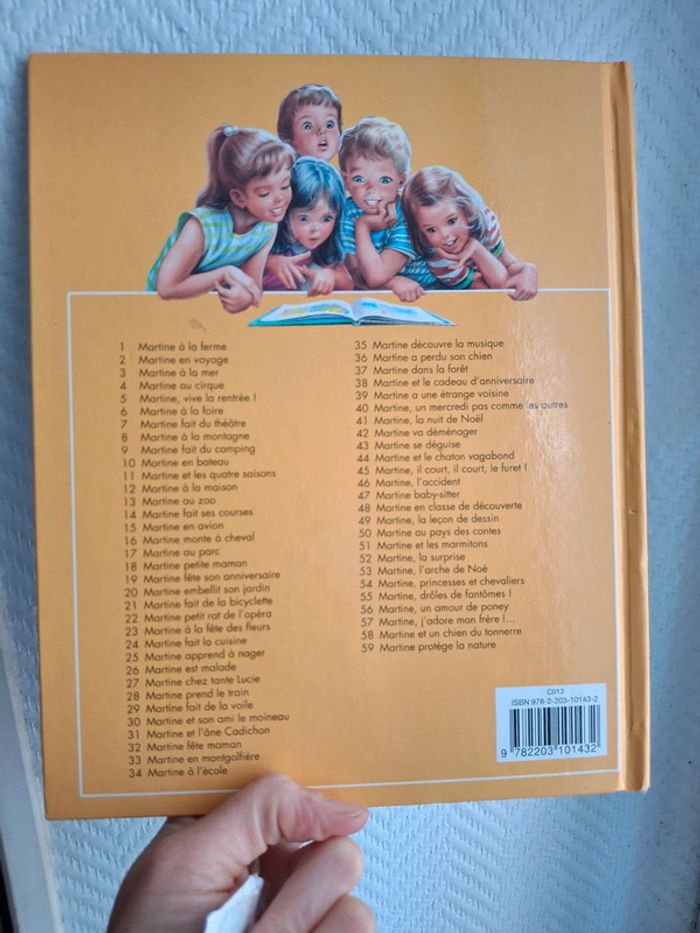 1 Martine à la ferme
2 Martine en voyage
3 Martine à la mer
4 Martine au cirque
5 Martine, vive la rentrée !
6 Martine à la foire
7 Martine fait du théâtre
8 Martine à la montagne
9 Martine fait du camping
10 Martine en bateau
11 Martine et les quatre saisons
12 Martine à la maison
13 Martine au zoo
14 Martine fait ses courses
15 Martine en avion
16 Martine monte à cheval
17 Martine au parc
18 Martine petite maman
19 Martine fête son anniversaire
20 Martine embellit son jardin
21 Martine fait de la bicyclette
22 Martine petit rat de l'opéra
23 Martine à la fête des fleurs
24 Martine fait la cuisine
25 Martine apprend à nager
26 Martine est malade
27 Martine chez tante Lucie
28 Martine prend le train
29 Martine fait de la voile
30 Martine et son ami le moineau
31 Martine et l'âne Cadichon
32 Martine fête maman
33 Martine en montgolfière
34 Martine à l'école
35 Martine découvre la musique
36 Martine a perdu son chien
37 Martine dans la forêt
38 Martine et le cadeau d'anniversaire
39 Martine a une étrange voisine
40 Martine, un mercredi pas comme les autres
41 Martine, la nuit de Noël
42 Martine va déménager
43 Martine se déguise
44 Martine et le chaton vagabond
45 Martine, il court, il court, le furet !
46 Martine, l'accident
47 Martine baby-sitter
48 Martine en classe de découverte
49 Martine, la leçon de dessin
50 Martine au pays des contes
51 Martine et les marmitons
52 Martine, la surprise
53 Martine, l'arche de Noé
54 Martine, princesses et chevaliers
55 Martine, drôles de fantômes !
56 Martine, un amour de poney
57 Martine, j'adore mon frère !...
58 Martine et un chien du tonnerre
59 Martine protège la nature
C013
ISBN 978-2-203-10143-2
9 782203 101432